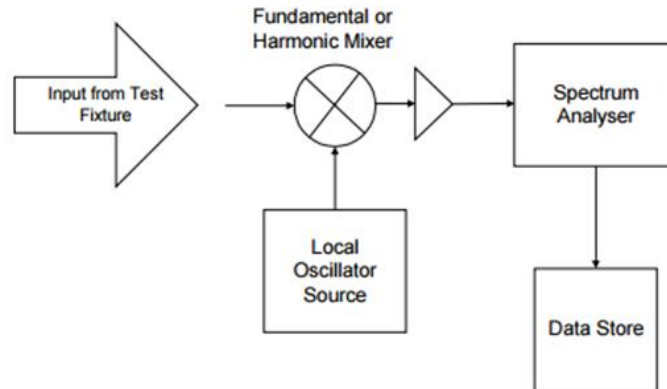 Fundamental or
Harmonic Mixer
Input from Test
Fixture
Spectrum
Analyser
Local
Oscillator
Source
Data Store